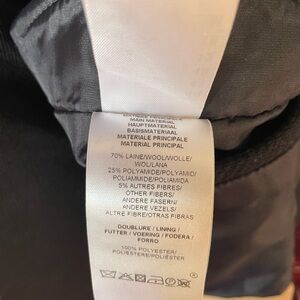 MAIN MATERIAL
HAUPTMATERIAL
BASISMATERIAAL
MATERIALE PRINCIPALE
MATERIAL PRINCIPAL
70% LAINE/WOOL/WOLLE/
WOL/LANA
25% POLYAMIDE/POLYAMID/
POLIAMMIDE/POLIAMIDA
5% AUTRES FIBRES/
OTHER FIBERS/
ANDERE FASERN/
ANDERE VEZELS/
ALTRE FIBRE/OTRAS FIBRAS
DOUBLURE / LINING /
FUTTER / VOERING / FODERA /
FORRO
100% POLYESTER/
POLIESTERE/POLIÉSTER